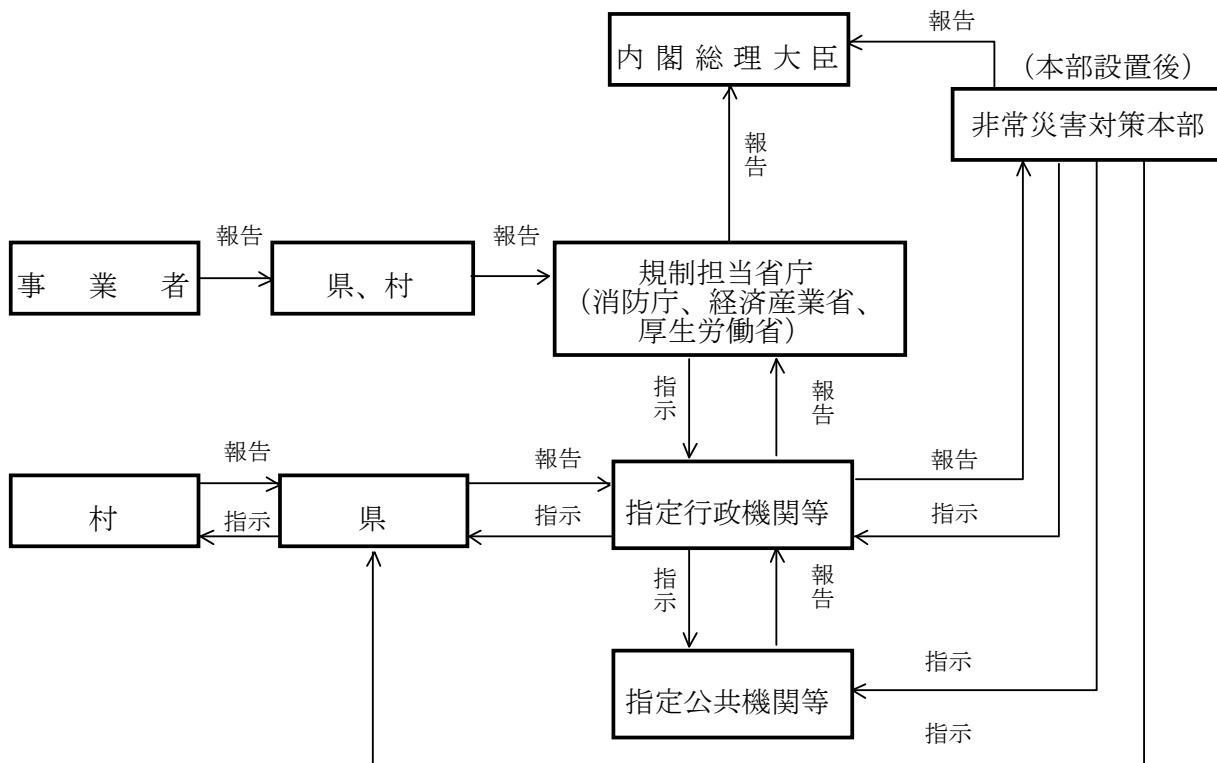 報告
内閣総理大臣
(本部設置後)
非常災害対策本部
報告
報告
報告
事業者
県、村
規制担当省庁
(消防庁、経済産業省、
厚生労働省)
指示
報告
報告
報告
報告
村
県
指定行政機関等
指示
指示
指示
指示
報告
指定公共機関等
指示
指示